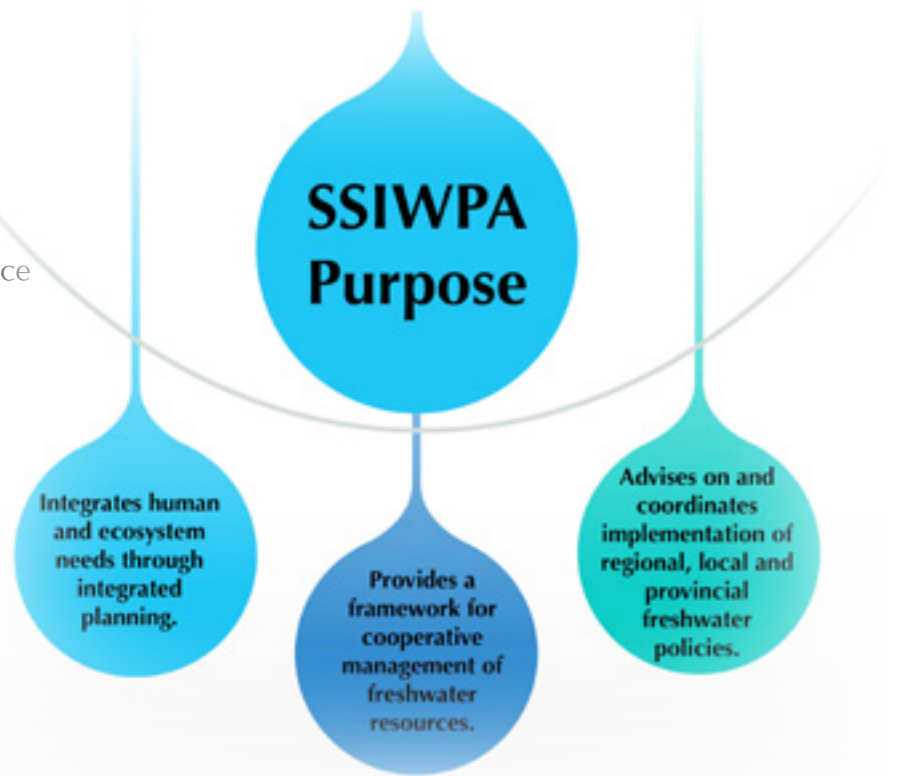 SSIWPA
Purpose
ce
Integrates human
and ecosystem
needs through
integrated
planning.
Provides a
framework for
cooperative
management of
freshwater
resources.
Advises on and
coordinates
implementation of
regional, local and
provincial
freshwater
policies.